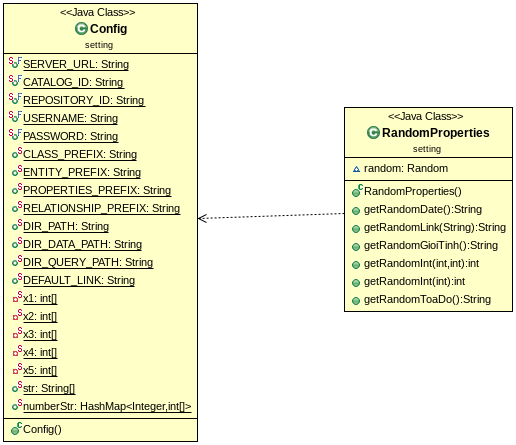 <<Java Class>>
Config
setting
SERVER_URL: String
CATALOG_ID: String
REPOSITORY_ID: String
USERNAME: String
PASSWORD: String
CLASS_PREFIX: String
ENTITY_PREFIX: String
PROPERTIES_PREFIX: String
RELATIONSHIP_PREFIX: String
DIR_PATH: String
DIR_DATA_PATH: String
DIR_QUERY_PATH: String
DEFAULT_LINK: String
x1: int[]
x2: int[]
x3: int[]
x4: int[]
x5: int[]
str: String[]
numberStr: HashMap<Integer,int[]>
Config()
<<Java Class>>
RandomProperties
setting
random: Random
RandomProperties()
getRandomDate():String
getRandomLink(String):String
getRandomGioiTinh():String
getRandomInt(int,int):int
getRandomInt(int):int
getRandomToaDo():String